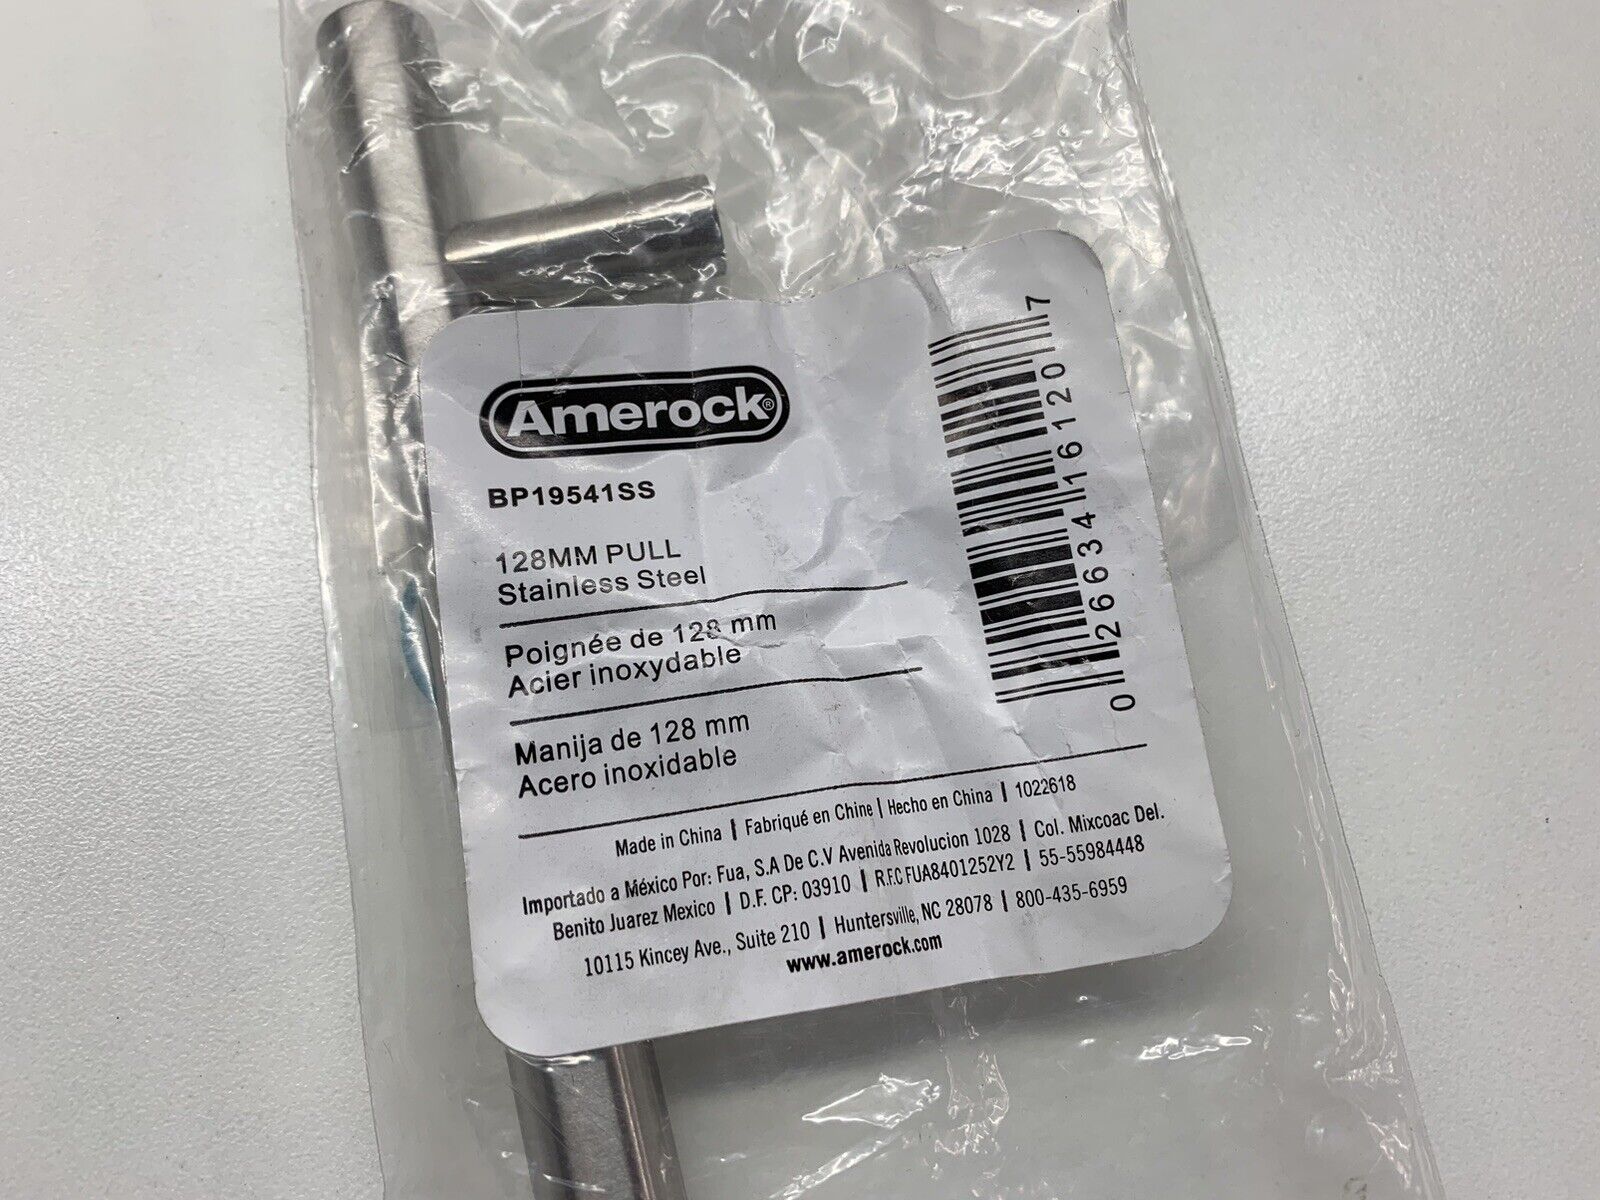 Amerock®
BP19541SS
128MM PULL
Stainless Steel
Poignée de 128 mm
Acier inoxydable
Manija de 128 mm
Acero inoxidable
0 26634 16120 7
Made in China | Fabriqué en Chine | Hecho en China | 1022618
Importado a México Por: Fua, S.A De C.V Avenida Revolucion 1028 | Col. Mixcoac Del.
Benito Juarez Mexico | D.F. CP: 03910 | R.F.C FUA8401252Y2 | 55-55984448
10115 Kincey Ave., Suite 210 | Huntersville, NC 28078 | 800-435-6959
www.amerock.com